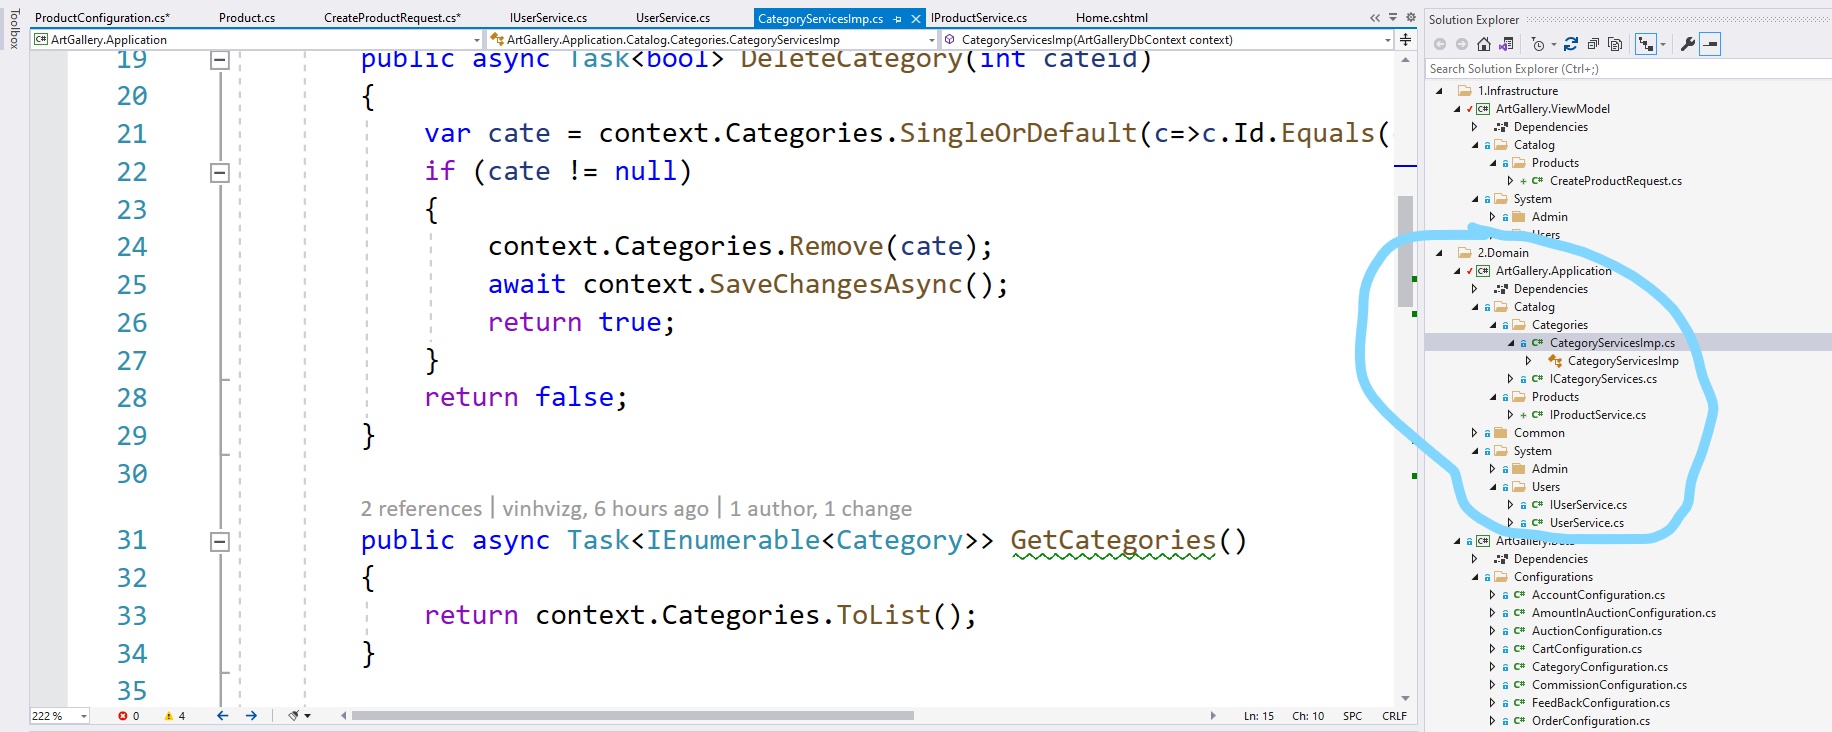 Toolbox
ProductConfiguration.cs*
Product.cs
CreateProductRequest.cs*
IUserService.cs
UserService.cs
CategoryServicesImp.cs
IProductService.cs
Home.cshtml
ArtGallery.Application
ArtGallery.Application.Catalog.Categories.CategoryServicesImp
CategoryServicesImp(ArtGalleryDbContext context)
19 public async Task<bool> DeleteCategory(int cateid)
20 {
21 var cate = context.Categories.SingleOrDefault(c=>c.Id.Equals(
22 if (cate != null)
23 {
24 context.Categories.Remove(cate);
25 await context.SaveChangesAsync();
26 return true;
27 }
28 return false;
29 }
30
2 references | vinhvizg, 6 hours ago | 1 author, 1 change
31 public async Task<IEnumerable<Category>> GetCategories()
32 {
33 return context.Categories.ToList();
34 }
35
222 %
0
4
Ln: 15
Ch: 10
SPC
CRLF
Solution Explorer
Search Solution Explorer (Ctrl+;)
1.Infrastructure
C# ArtGallery.ViewModel
Dependencies
Catalog
Products
+ C# CreateProductRequest.cs
System
Admin
Users
2.Domain
C# ArtGallery.Application
Dependencies
Catalog
Categories
C# CategoryServicesImp.cs
CategoryServicesImp
C# ICategoryServices.cs
Products
+ C# IProductService.cs
Common
System
Admin
Users
C# IUserService.cs
C# UserService.cs
C# ArtGallery.Data
Dependencies
Configurations
C# AccountConfiguration.cs
C# AmountInAuctionConfiguration.cs
C# AuctionConfiguration.cs
C# CartConfiguration.cs
C# CategoryConfiguration.cs
C# CommissionConfiguration.cs
C# FeedBackConfiguration.cs
C# OrderConfiguration.cs